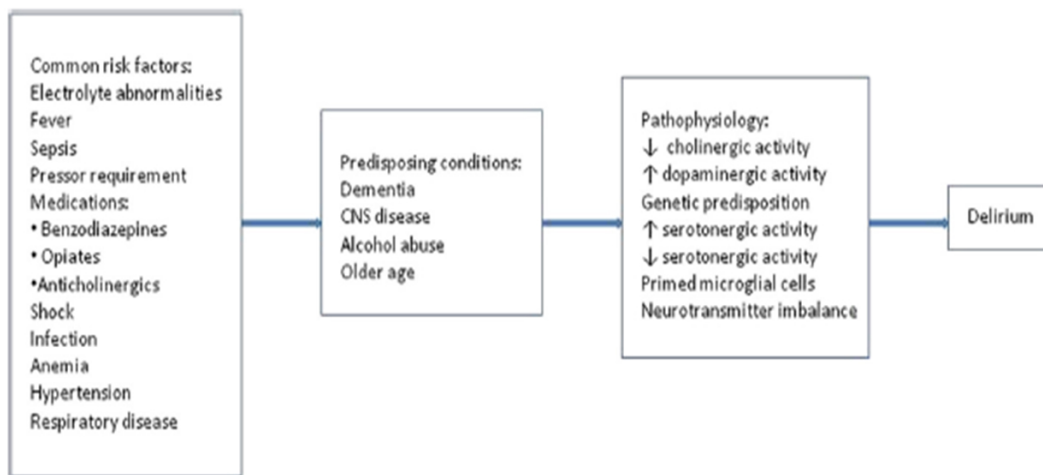 Common risk factors:
Electrolyte abnormalities
Fever
Sepsis
Pressor requirement
Medications:
• Benzodiazepines
• Opiates
•Anticholinergics
Shock
Infection
Anemia
Hypertension
Respiratory disease
Predisposing conditions:
Dementia
CNS disease
Alcohol abuse
Older age
Pathophysiology:
↓ cholinergic activity
↑ dopaminergic activity
Genetic predisposition
↑ serotonergic activity
↓ serotonergic activity
Primed microglial cells
Neurotransmitter imbalance
Delirium